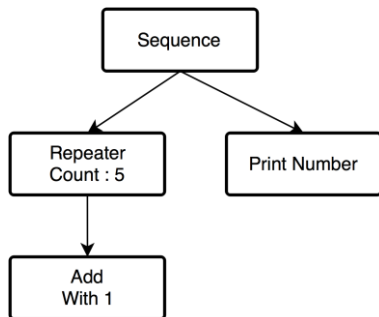 Sequence
Repeater
Count : 5
Print Number
Add
With 1